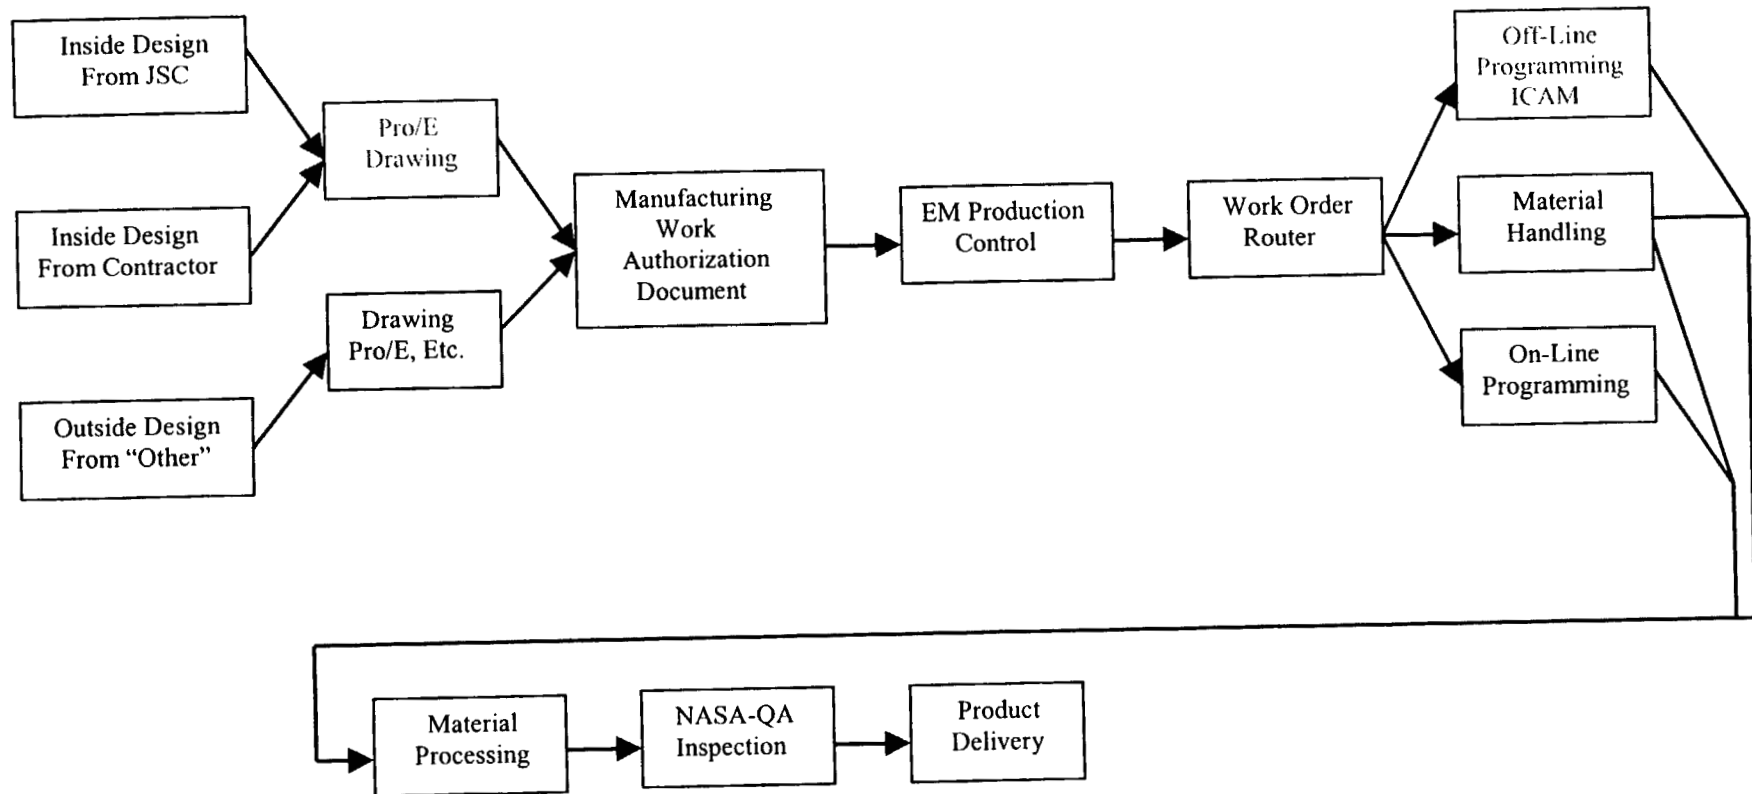 Inside Design
From JSC
Inside Design
From Contractor
Outside Design
From “Other”
Pro/E
Drawing
Drawing
Pro/E, Etc.
Manufacturing
Work
Authorization
Document
EM Production
Control
Work Order
Router
Off-Line
Programming
ICAM
Material
Handling
On-Line
Programming
Material
Processing
NASA-QA
Inspection
Product
Delivery